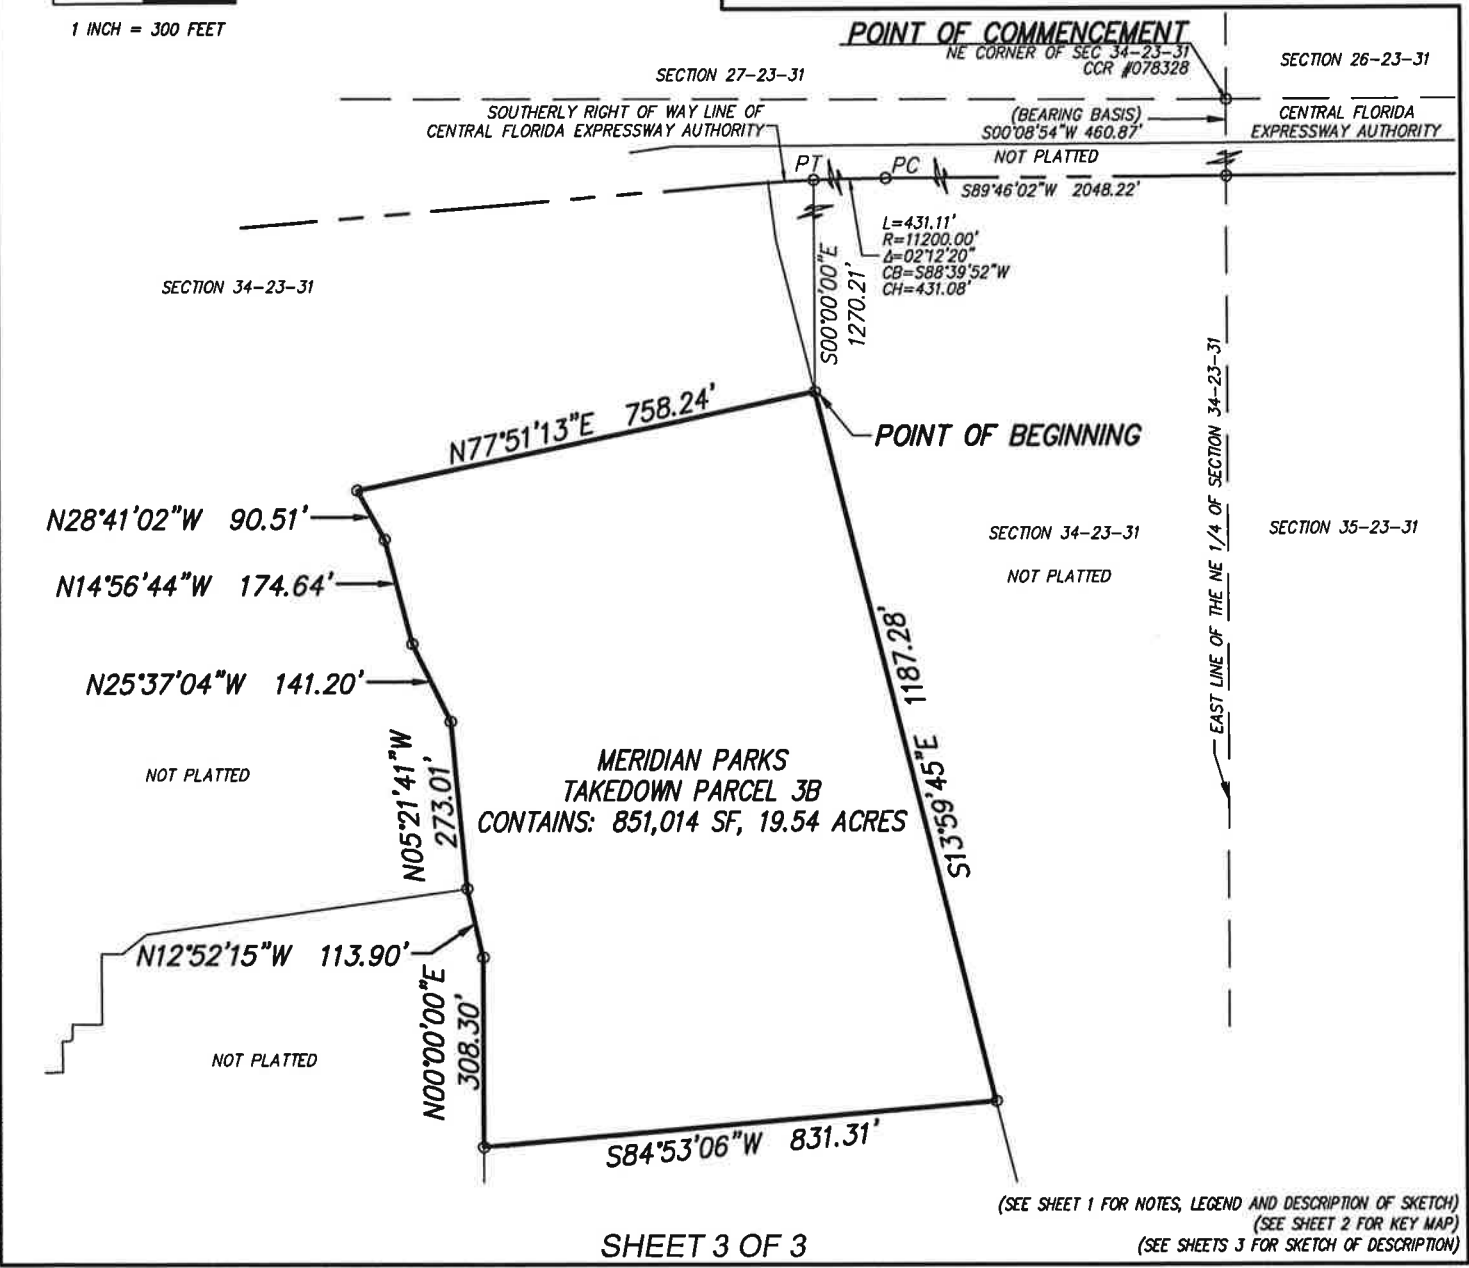 1 INCH = 300 FEET
POINT OF COMMENCEMENT
NE CORNER OF SEC 34-23-31
CCR #078328
SECTION 26-23-31
SECTION 27-23-31
SOUTHERLY RIGHT OF WAY LINE OF
CENTRAL FLORIDA EXPRESSWAY AUTHORITY
(BEARING BASIS)
S00°08'54"W 460.87'
CENTRAL FLORIDA
EXPRESSWAY AUTHORITY
NOT PLATTED
PT
PC
S89°46'02"W 2048.22'
L=431.11'
R=11200.00'
Δ=02°12'20"
CB=S88°39'52"W
CH=431.08'
S00°00'00"E
1270.21'
SECTION 34-23-31
N77°51'13"E 758.24'
POINT OF BEGINNING
N28°41'02"W 90.51'
N14°56'44"W 174.64'
N25°37'04"W 141.20'
SECTION 34-23-31
NOT PLATTED
EAST LINE OF THE NE 1/4 OF SECTION 34-23-31
SECTION 35-23-31
S13°59'45"E 1187.28'
NOT PLATTED
N05°21'41"W
273.01'
MERIDIAN PARKS
TAKEDOWN PARCEL 3B
CONTAINS: 851,014 SF, 19.54 ACRES
N12°52'15"W 113.90'
N00°00'00"E
308.30'
NOT PLATTED
S84°53'06"W 831.31'
(SEE SHEET 1 FOR NOTES, LEGEND AND DESCRIPTION OF SKETCH)
(SEE SHEET 2 FOR KEY MAP)
(SEE SHEETS 3 FOR SKETCH OF DESCRIPTION)
SHEET 3 OF 3